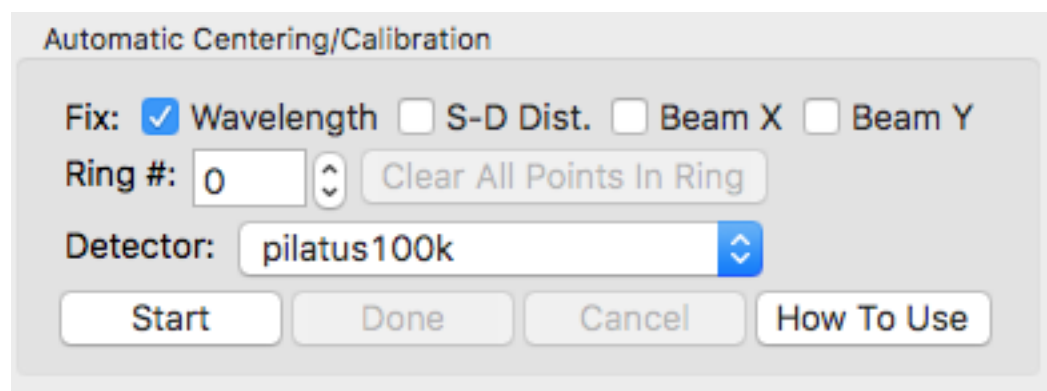 Automatic Centering/Calibration
Fix: Wavelength S-D Dist. Beam X Beam Y
Ring #: 0 Clear All Points In Ring
Detector: pilatus100k
Start Done Cancel How To Use